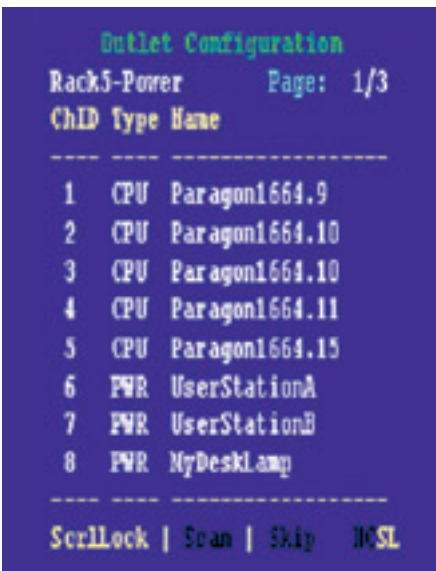 Outlet Configuration
Rack5-Power Page: 1/3
ChID Type Name
---- ---- ------------------
1 CPU Paragon1664.9
2 CPU Paragon1664.10
3 CPU Paragon1664.10
4 CPU Paragon1664.11
5 CPU Paragon1664.15
6 PWR UserStationA
7 PWR UserStationB
8 PWR MyDeskLamp
---- ---- ------------------
ScrlLock | Scan | Skip NCSL